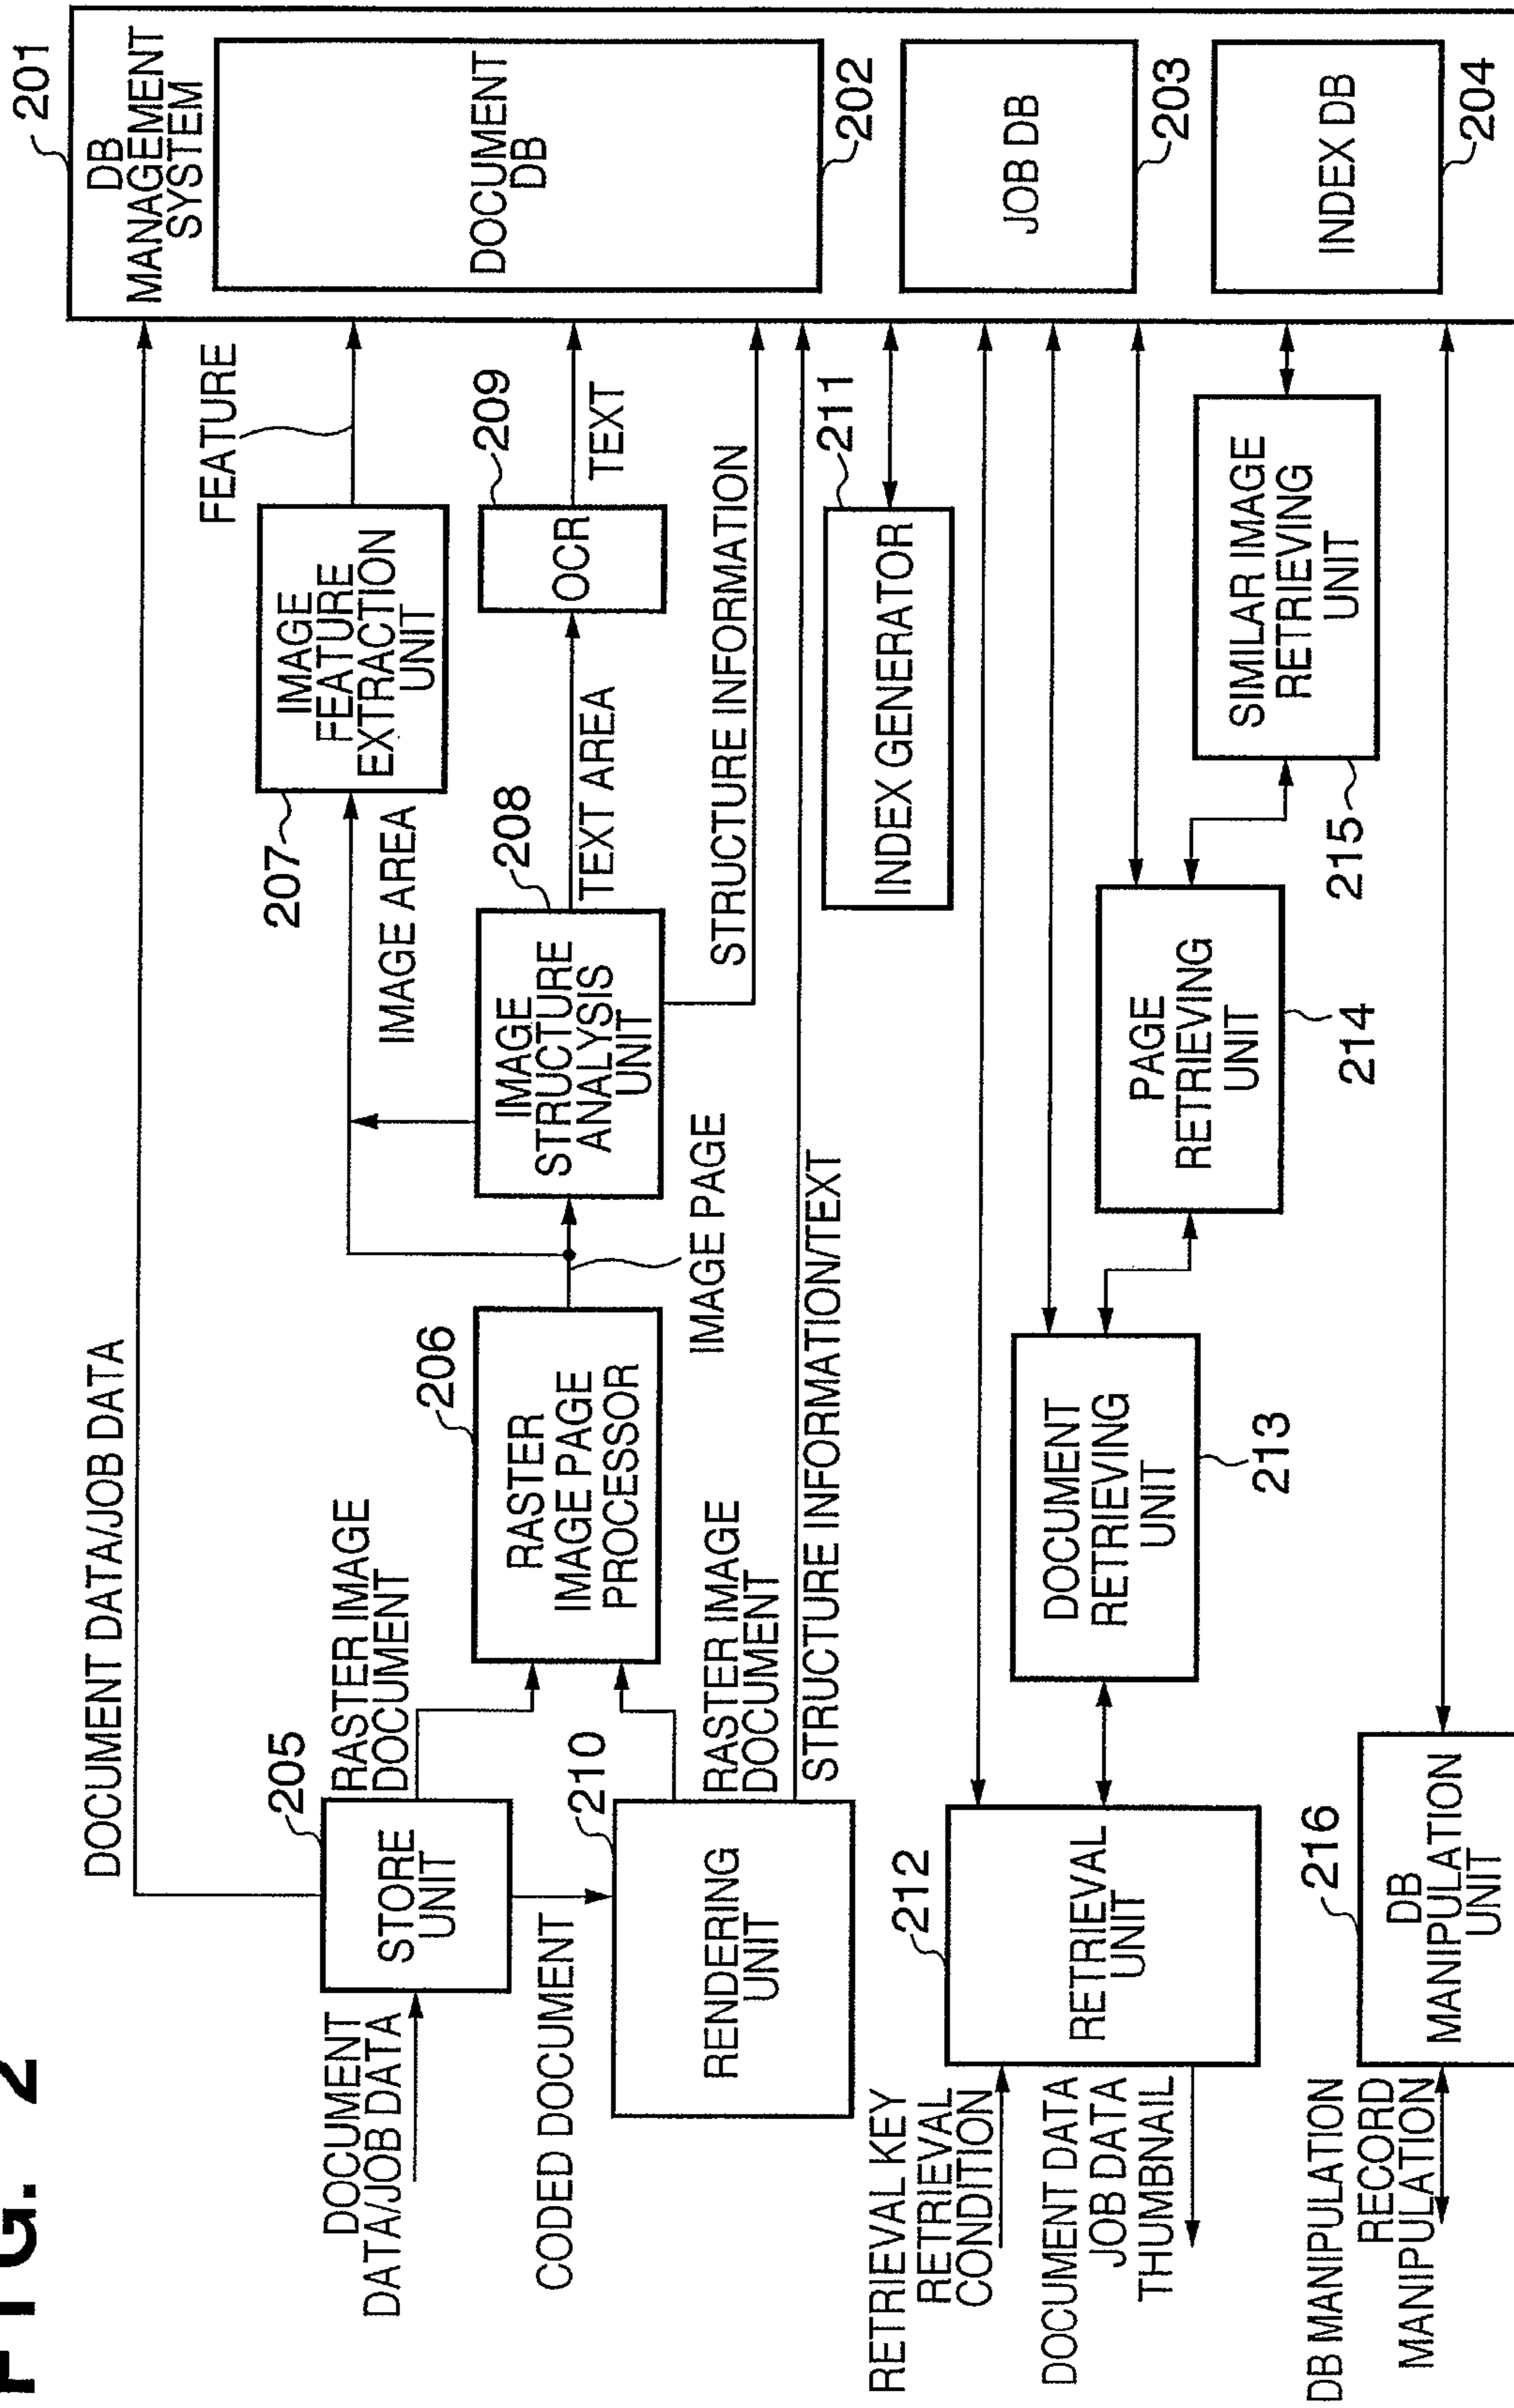 FIG. 2
DOCUMENT DATA/JOB DATA
DOCUMENT
DATA/JOB DATA
205
STORE
UNIT
RASTER IMAGE
DOCUMENT
CODED DOCUMENT
210
RENDERING
UNIT
RASTER IMAGE
DOCUMENT
STRUCTURE INFORMATION/TEXT
206
RASTER
IMAGE PAGE
PROCESSOR
IMAGE PAGE
IMAGE AREA
208
IMAGE
STRUCTURE
ANALYSIS
UNIT
TEXT AREA
STRUCTURE INFORMATION
207
IMAGE
FEATURE
EXTRACTION
UNIT
FEATURE
209
OCR
TEXT
211
INDEX GENERATOR
201
DB
MANAGEMENT
SYSTEM
DOCUMENT
DB
202
JOB DB
203
INDEX DB
204
RETRIEVAL KEY
RETRIEVAL
CONDITION
DOCUMENT DATA
JOB DATA
THUMBNAIL
212
RETRIEVAL
UNIT
DOCUMENT
RETRIEVING
UNIT
213
PAGE
RETRIEVING
UNIT
214
SIMILAR IMAGE
RETRIEVING
UNIT
215
DB MANIPULATION
RECORD
MANIPULATION
216
DB
MANIPULATION
UNIT